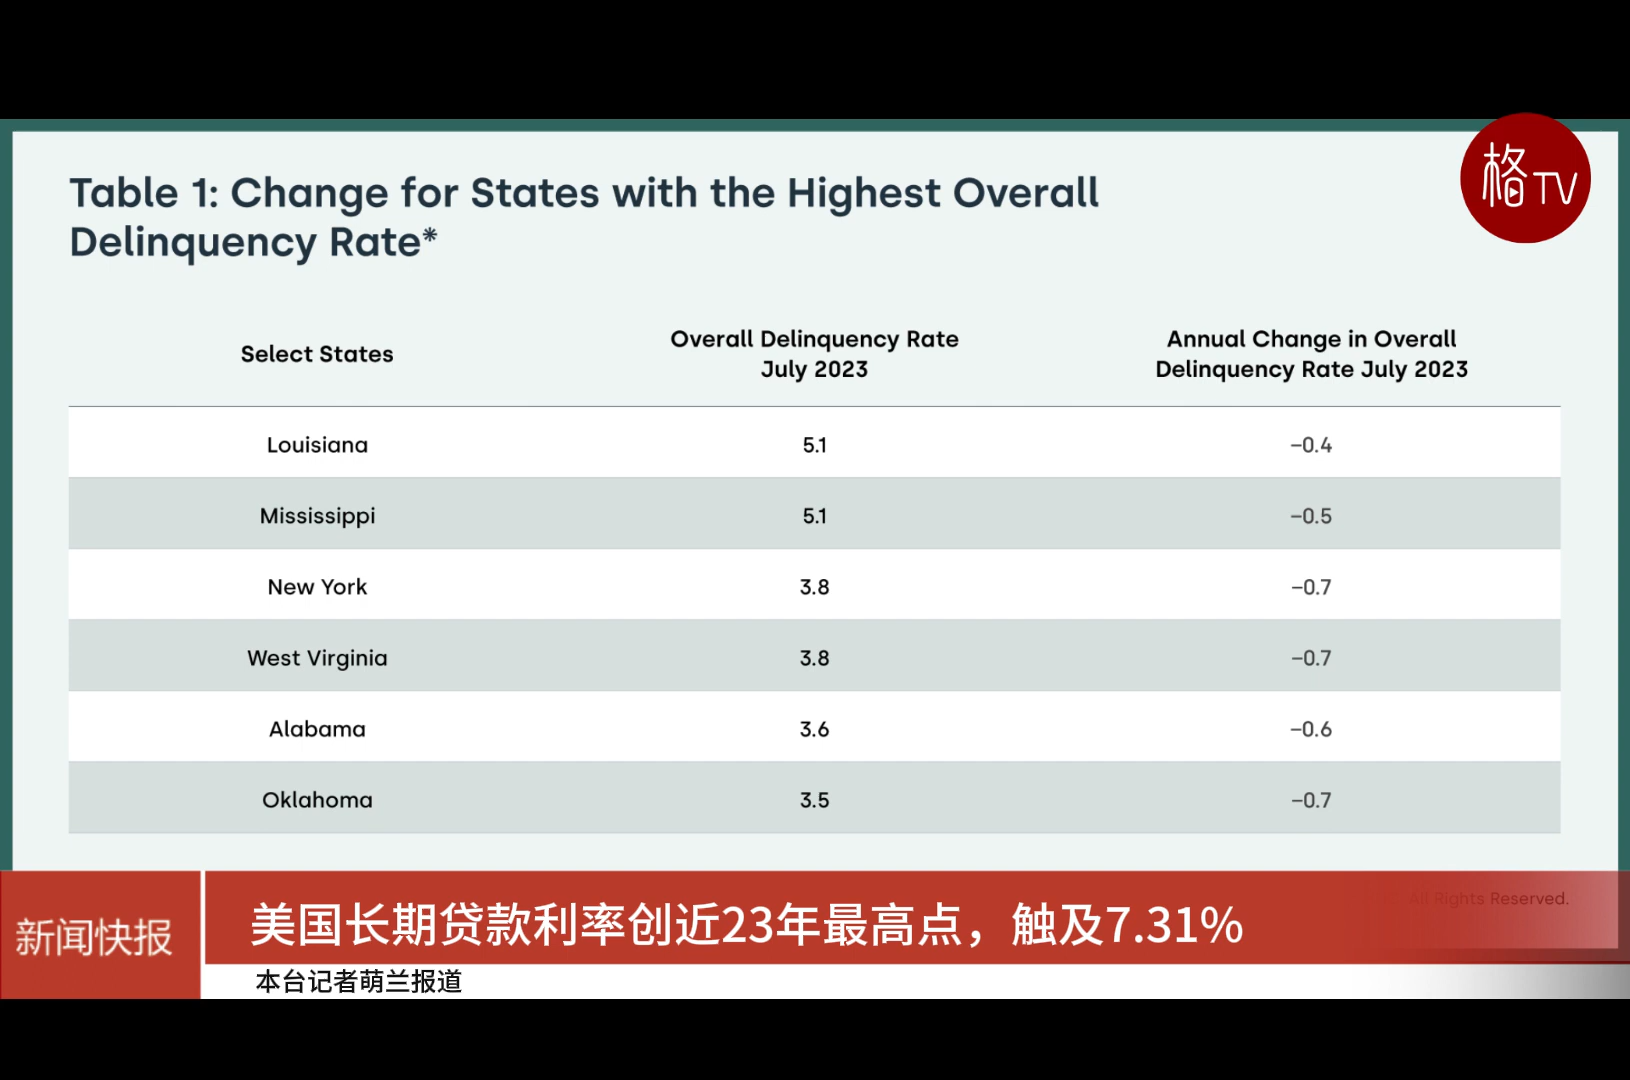 格TV
Table 1: Change for States with the Highest Overall
Delinquency Rate*
Select States
Overall Delinquency Rate
July 2023
Annual Change in Overall
Delinquency Rate July 2023
Louisiana 5.1 –0.4
Mississippi 5.1 –0.5
New York 3.8 –0.7
West Virginia 3.8 –0.7
Alabama 3.6 –0.6
Oklahoma 3.5 –0.7
All Rights Reserved.
新闻快报
美国长期贷款利率创近23年最高点，触及7.31%
本台记者萌兰报道